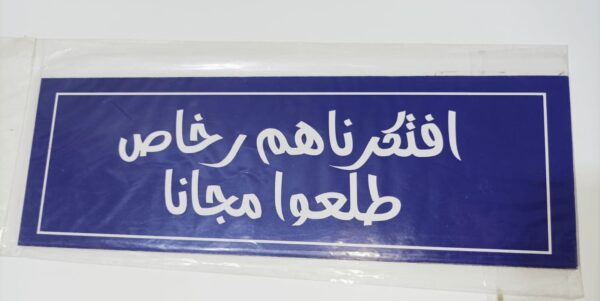 افتكرناهم رخاص
طلعوا مجانا